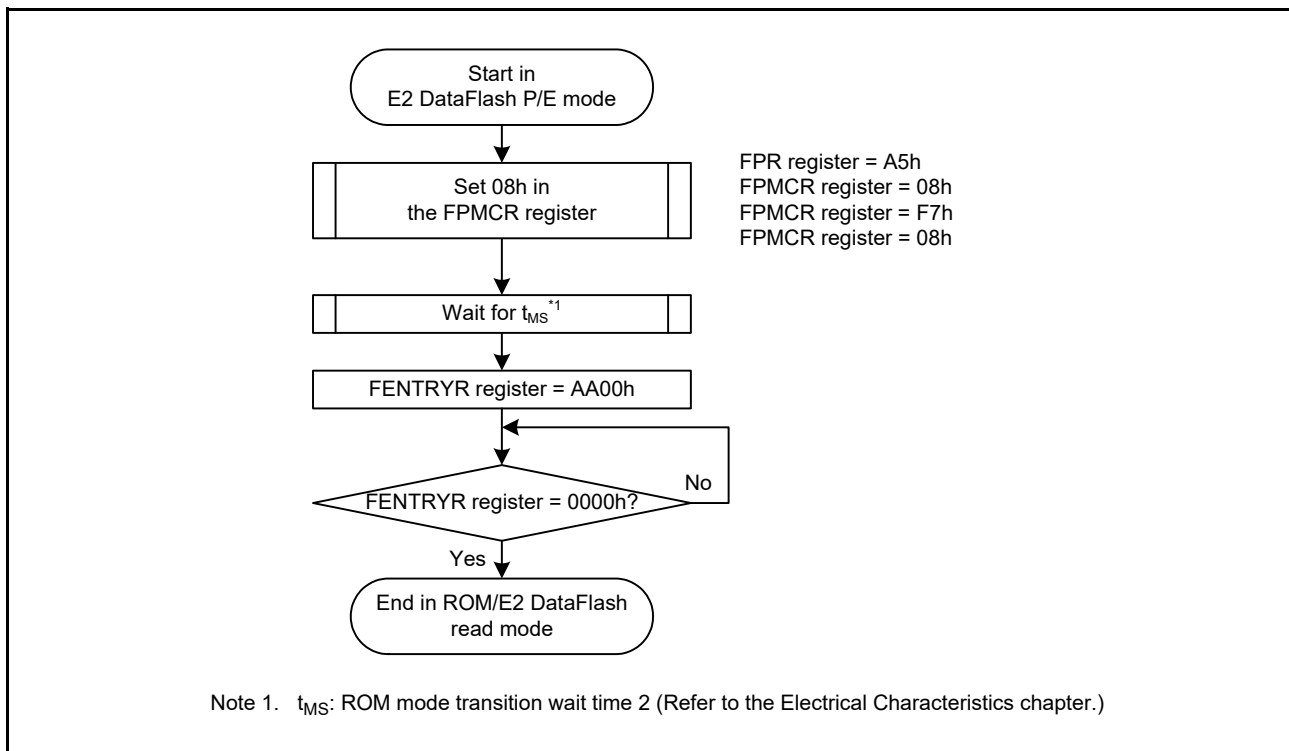 Start in
E2 DataFlash P/E mode
Set 08h in
the FPMCR register
FPR register = A5h
FPMCR register = 08h
FPMCR register = F7h
FPMCR register = 08h
Wait for tMS*1
FENTRYR register = AA00h
FENTRYR register = 0000h?
No
Yes
End in ROM/E2 DataFlash
read mode
Note 1. tMS: ROM mode transition wait time 2 (Refer to the Electrical Characteristics chapter.)